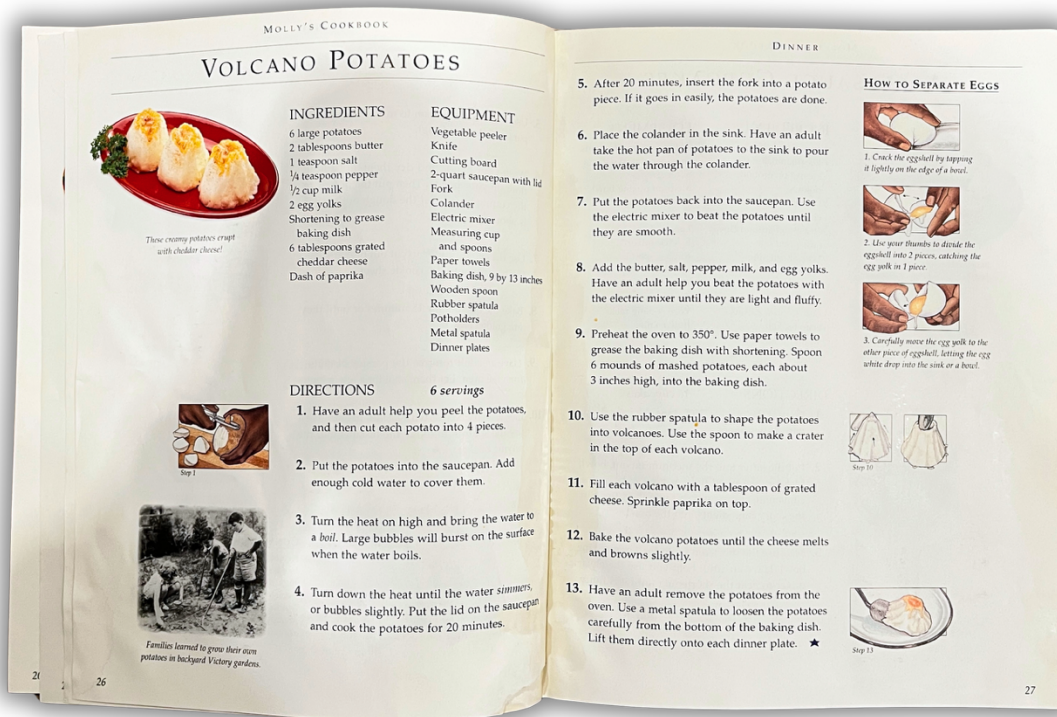 MOLLY'S COOKBOOK
VOLCANO POTATOES
These creamy potatoes erupt
with cheddar cheese!
INGREDIENTS
6 large potatoes
2 tablespoons butter
1 teaspoon salt
¼ teaspoon pepper
½ cup milk
2 egg yolks
Shortening to grease
baking dish
6 tablespoons grated
cheddar cheese
Dash of paprika
EQUIPMENT
Vegetable peeler
Knife
Cutting board
2-quart saucepan with lid
Fork
Colander
Electric mixer
Measuring cup
and spoons
Paper towels
Baking dish, 9 by 13 inches
Wooden spoon
Rubber spatula
Potholders
Metal spatula
Dinner plates
DIRECTIONS
6 servings
1. Have an adult help you peel the potatoes,
and then cut each potato into 4 pieces.
Step 1
2. Put the potatoes into the saucepan. Add
enough cold water to cover them.
3. Turn the heat on high and bring the water to
a boil. Large bubbles will burst on the surface
when the water boils.
4. Turn down the heat until the water simmers,
or bubbles slightly. Put the lid on the saucepan
and cook the potatoes for 20 minutes.
Families learned to grow their own
potatoes in backyard Victory gardens.
26
DINNER
5. After 20 minutes, insert the fork into a potato
piece. If it goes in easily, the potatoes are done.
6. Place the colander in the sink. Have an adult
take the hot pan of potatoes to the sink to pour
the water through the colander.
7. Put the potatoes back into the saucepan. Use
the electric mixer to beat the potatoes until
they are smooth.
8. Add the butter, salt, pepper, milk, and egg yolks.
Have an adult help you beat the potatoes with
the electric mixer until they are light and fluffy.
9. Preheat the oven to 350°. Use paper towels to
grease the baking dish with shortening. Spoon
6 mounds of mashed potatoes, each about
3 inches high, into the baking dish.
10. Use the rubber spatula to shape the potatoes
into volcanoes. Use the spoon to make a crater
in the top of each volcano.
11. Fill each volcano with a tablespoon of grated
cheese. Sprinkle paprika on top.
12. Bake the volcano potatoes until the cheese melts
and browns slightly.
13. Have an adult remove the potatoes from the
oven. Use a metal spatula to loosen the potatoes
carefully from the bottom of the baking dish.
Lift them directly onto each dinner plate. ★
HOW TO SEPARATE EGGS
1. Crack the eggshell by tapping
it lightly on the edge of a bowl.
2. Use your thumbs to divide the
eggshell into 2 pieces, catching the
egg yolk in 1 piece.
3. Carefully move the egg yolk to the
other piece of eggshell, letting the egg
white drop into the sink or a bowl.
Step 10
Step 13
27